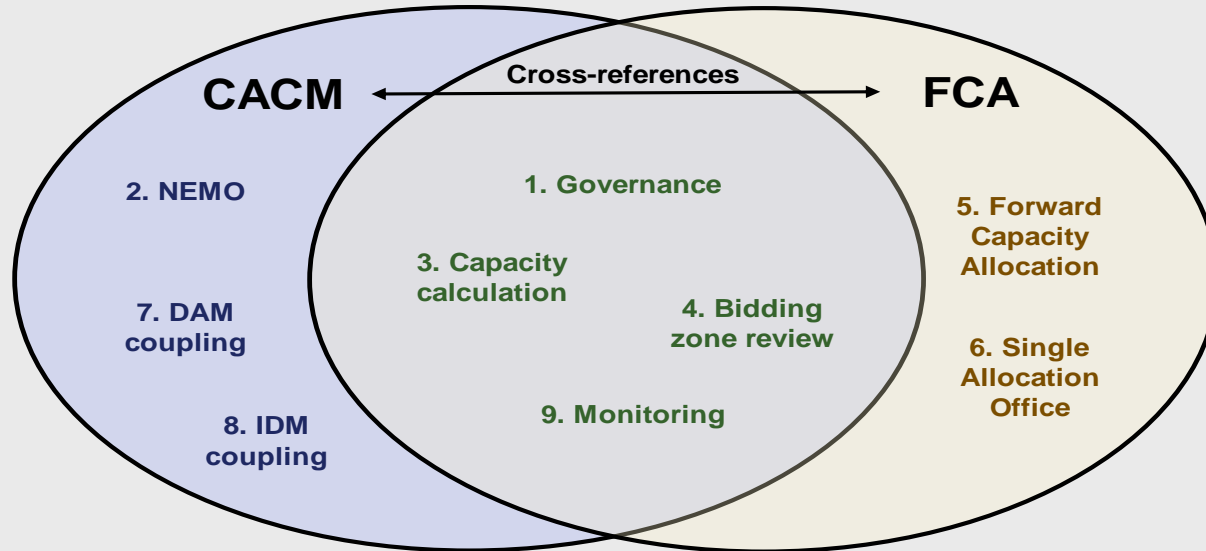 Cross-references
CACM
FCA
2. NEMO
1. Governance
5. Forward
Capacity
Allocation
3. Capacity
calculation
7. DAM
coupling
4. Bidding
zone review
6. Single
Allocation
Office
9. Monitoring
8. IDM
coupling